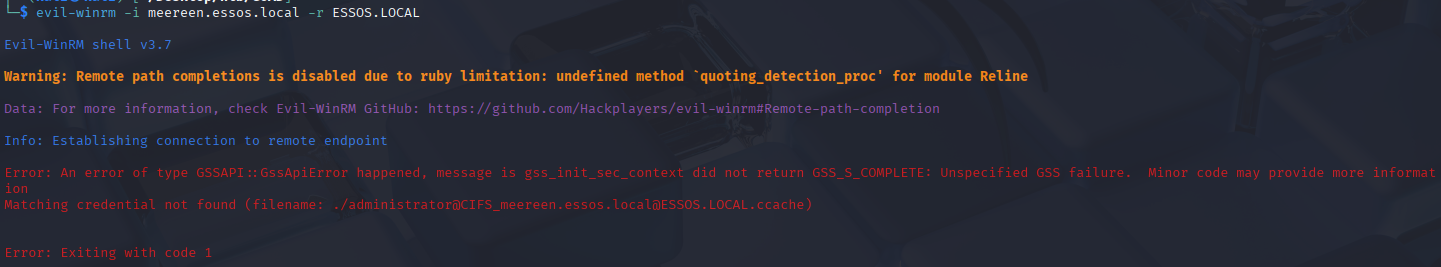 └─$ evil-winrm -i meereen.essos.local -r ESSOS.LOCAL
Evil-WinRM shell v3.7
Warning: Remote path completions is disabled due to ruby limitation: undefined method `quoting_detection_proc' for module Reline
Data: For more information, check Evil-WinRM GitHub: https://github.com/Hackplayers/evil-winrm#Remote-path-completion
Info: Establishing connection to remote endpoint
Error: An error of type GSSAPI::GssApiError happened, message is gss_init_sec_context did not return GSS_S_COMPLETE: Unspecified GSS failure.  Minor code may provide more informat
ion
Matching credential not found (filename: ./administrator@CIFS_meereen.essos.local@ESSOS.LOCAL.ccache)
Error: Exiting with code 1